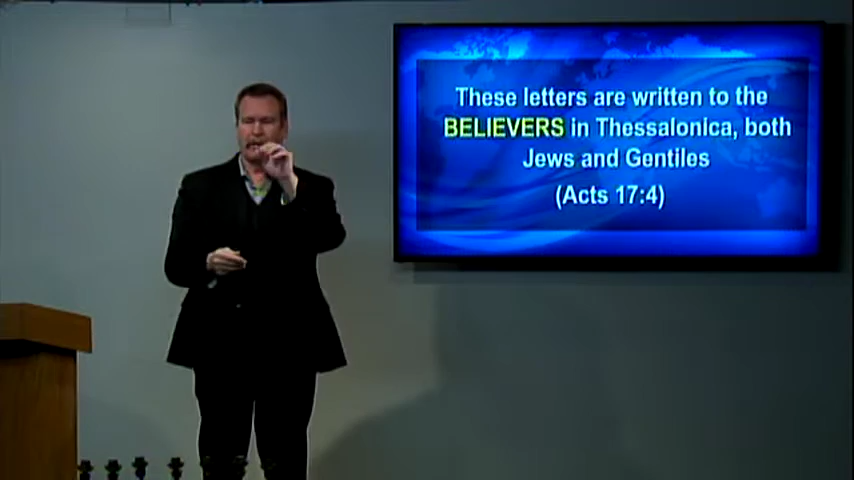 These letters are written to the
BELIEVERS in Thessalonica, both
Jews and Gentiles
(Acts 17:4)